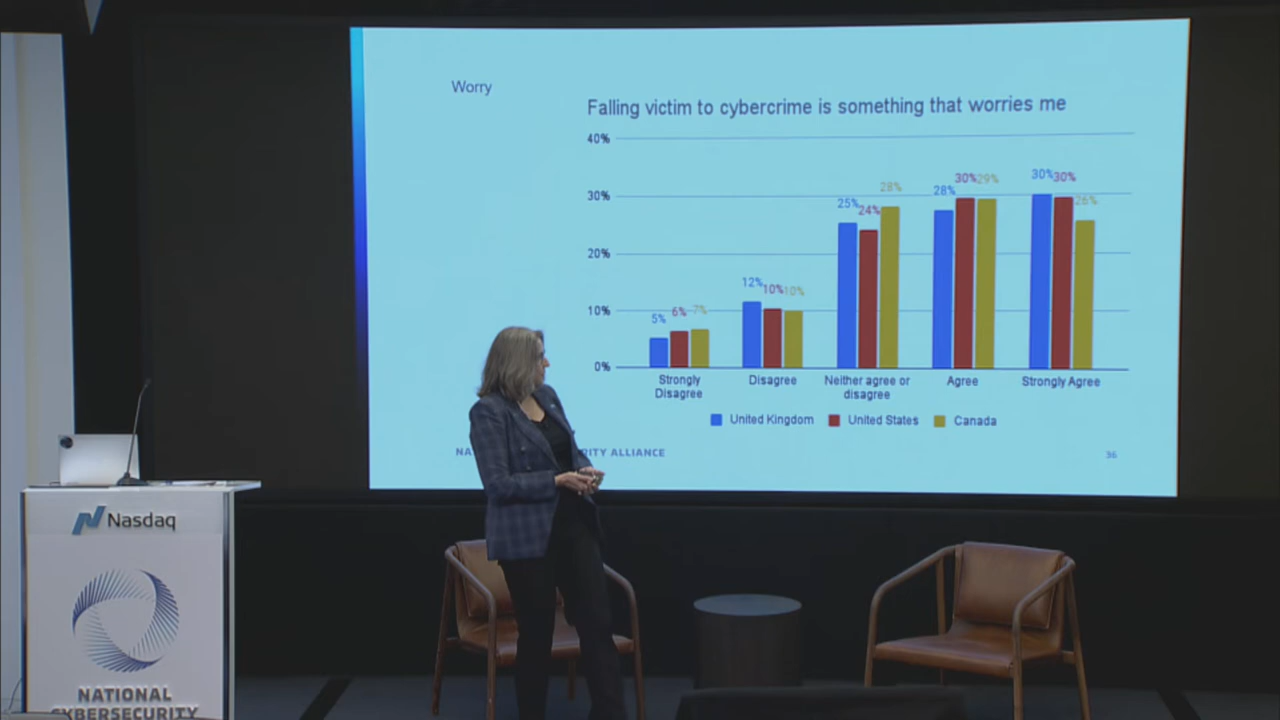 Worry
Falling victim to cybercrime is something that worries me
40%
30%
20%
10%
0%
5%
6%
7%
12%
10%
10%
25%
24%
28%
28%
30%
29%
30%
30%
26%
Strongly
Disagree
Disagree
Neither agree or
disagree
Agree
Strongly Agree
United Kingdom
United States
Canada
ALLIANCE
36
Nasdaq
NATIONAL
CYBERSECURITY